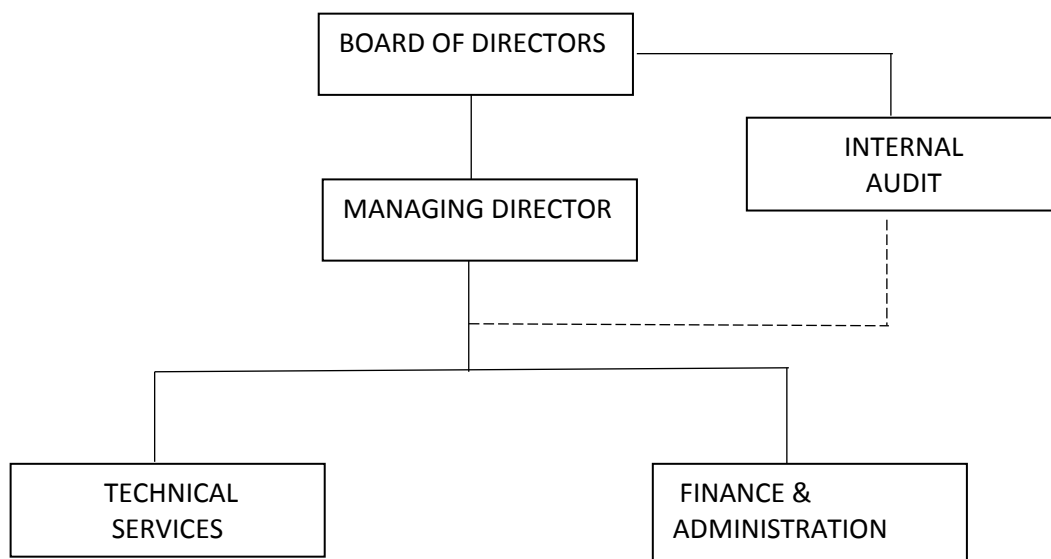 BOARD OF DIRECTORS
INTERNAL
AUDIT
MANAGING DIRECTOR
TECHNICAL
SERVICES
FINANCE &
ADMINISTRATION